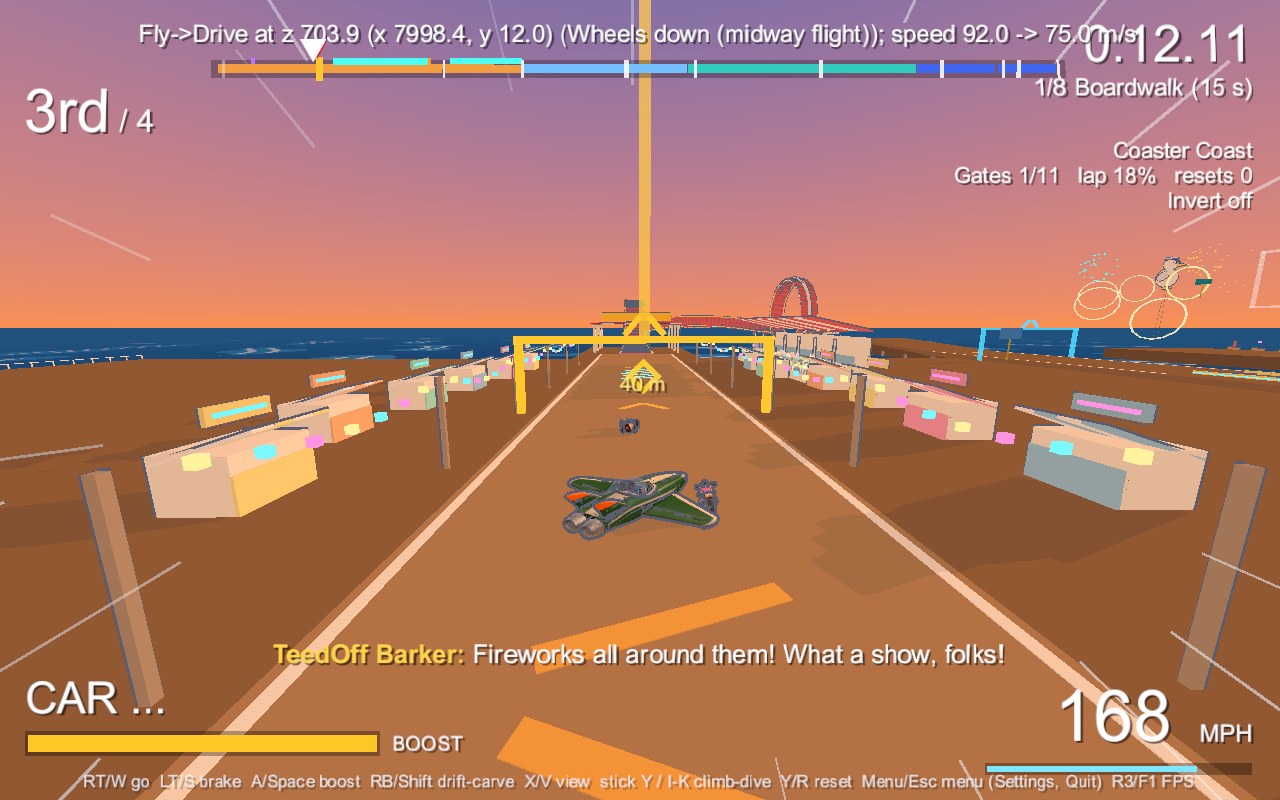 Fly->Drive at z 703.9 (x 7998.4, y 12.0) (Wheels down (midway flight)); speed 92.0 -> 75.0 m/s
0:12.11
1/8 Boardwalk (15 s)
3rd / 4
Coaster Coast
Gates 1/11 lap 18% resets 0
Invert off
40 m
TeedOff Barker: Fireworks all around them! What a show, folks!
CAR ...
BOOST
168 MPH
RT/W go LT/S brake A/Space boost RB/Shift drift-carve X/V view stick Y / I-K climb-dive Y/R reset Menu/Esc menu (Settings, Quit) R3/F1 FPS